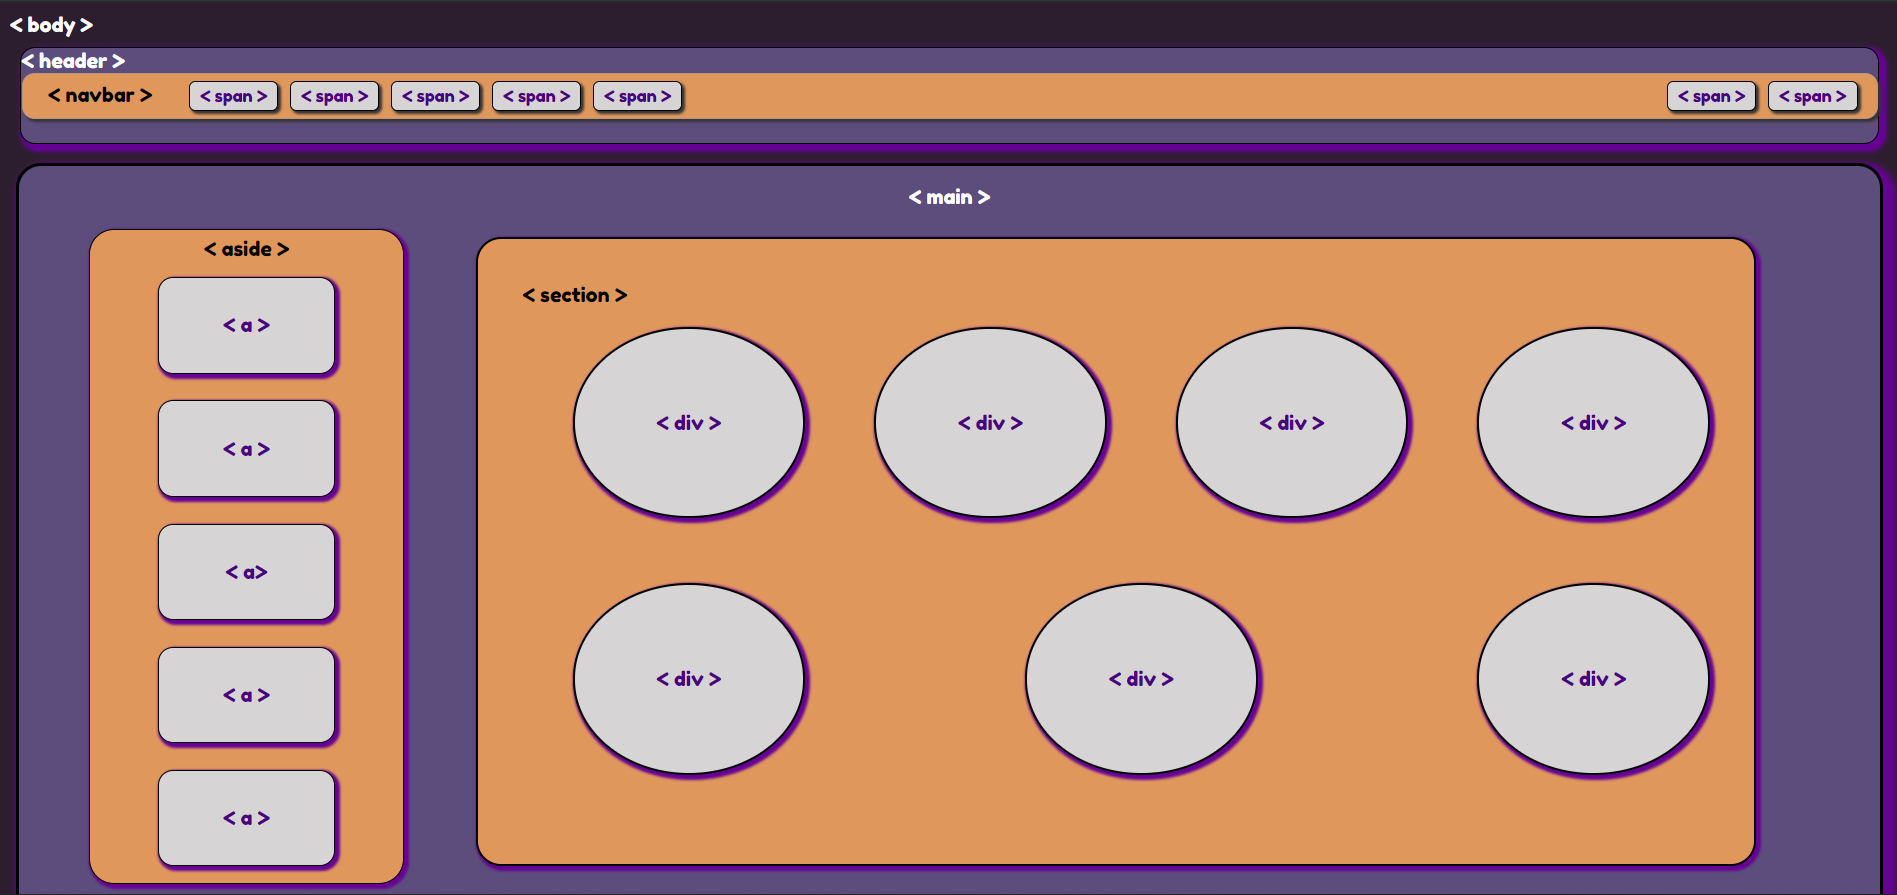 < body >
< header >
< navbar > < span > < span > < span > < span > < span > < span > < span >
< main >
< aside >
< a >
< a >
< a>
< a >
< a >
< section >
< div > < div > < div > < div >
< div > < div > < div >